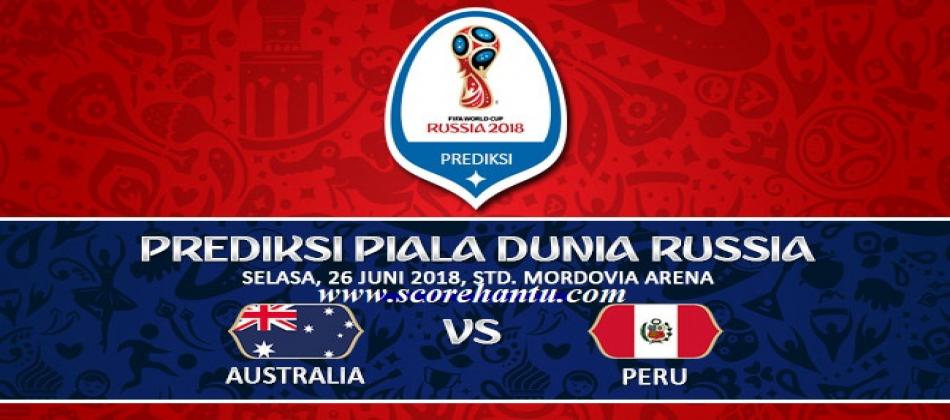 FIFA WORLD CUP
RUSSIA 2018
PREDIKSI
PREDIKSI PIALA DUNIA RUSSIA
SELASA, 26 JUNI 2018, STD. MORDOVIA ARENA
www.scorehantu.com
VS
AUSTRALIA
PERU